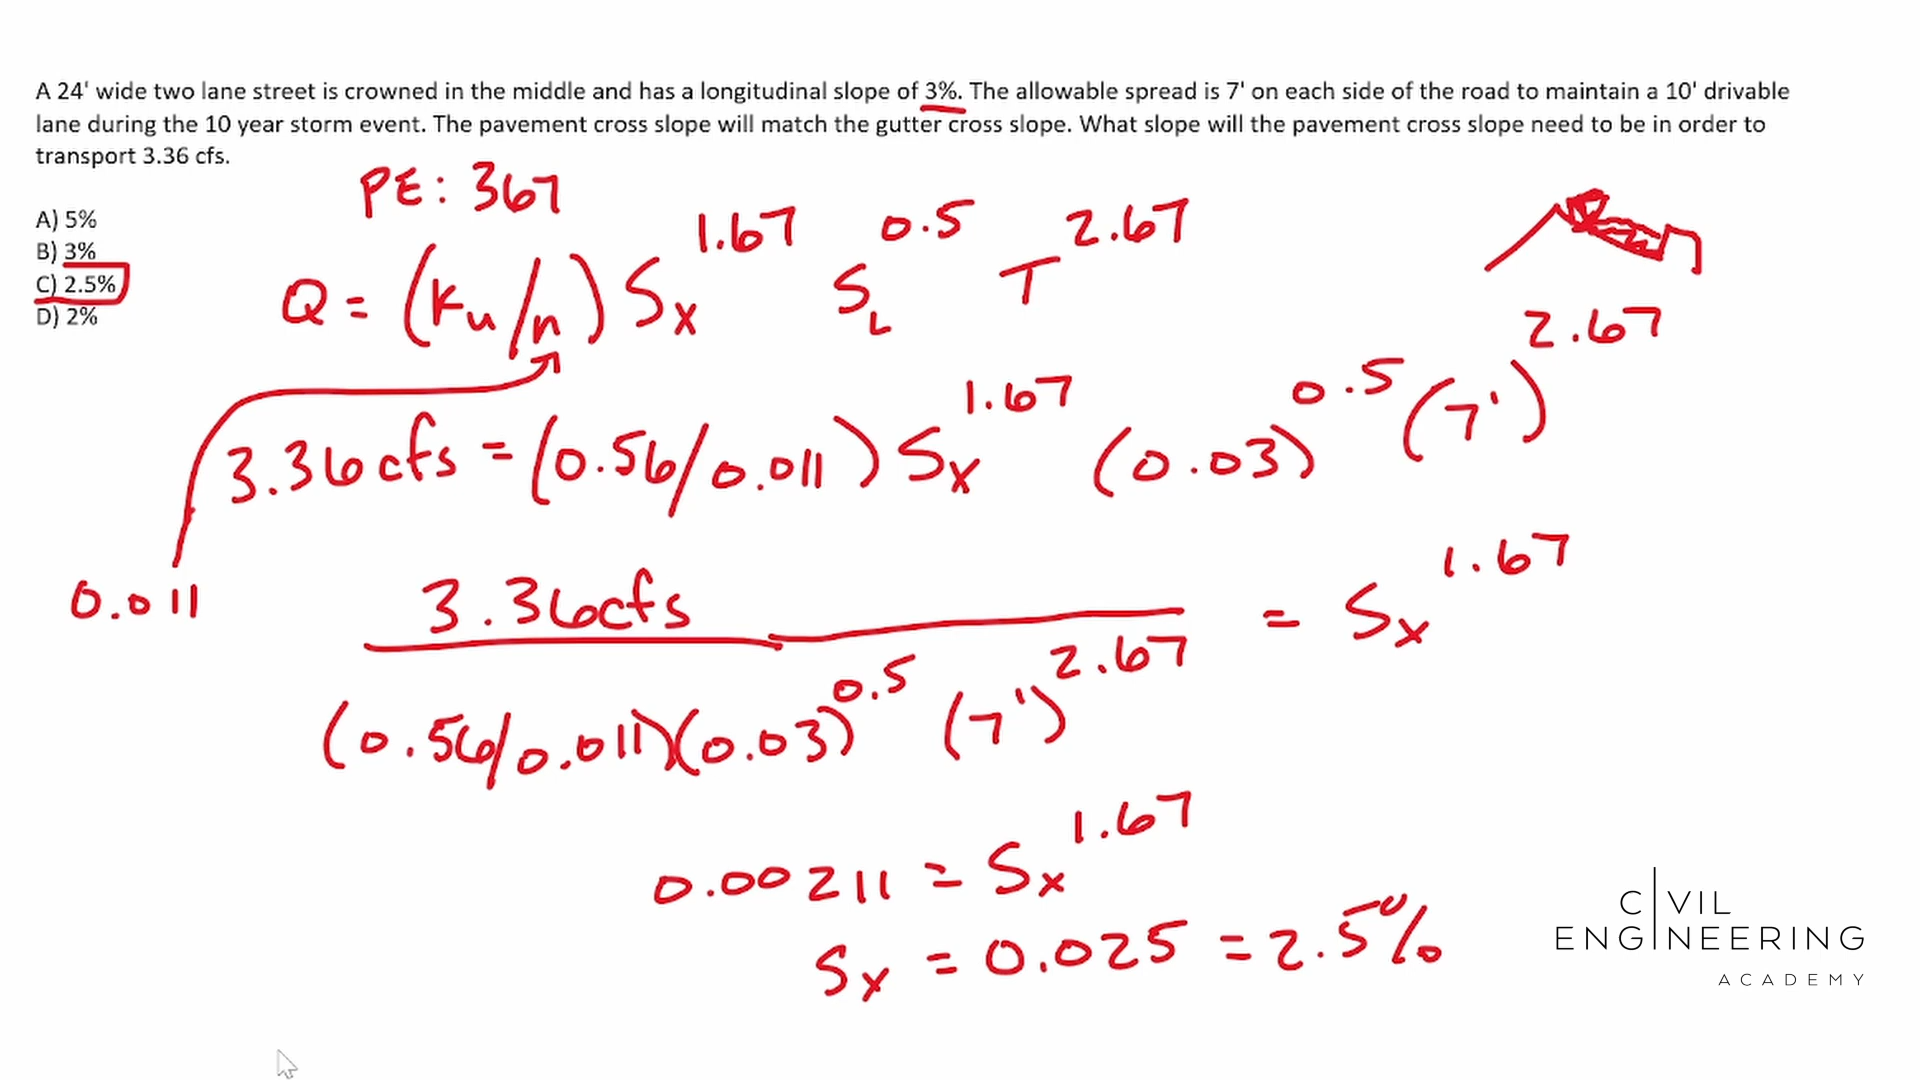 A 24' wide two lane street is crowned in the middle and has a longitudinal slope of 3%. The allowable spread is 7' on each side of the road to maintain a 10' drivable
lane during the 10 year storm event. The pavement cross slope will match the gutter cross slope. What slope will the pavement cross slope need to be in order to
transport 3.36 cfs.
PE: 367
A) 5%
B) 3%
C) 2.5%
D) 2%
Q = (Ku/n) Sx^1.67 SL^0.5 T^2.67
3.36cfs = (0.56/0.011) Sx^1.67 (0.03)^0.5 (7')^2.67
0.011
3.36cfs
(0.56/0.011)(0.03)^0.5 (7')^2.67 = Sx^1.67
0.00211 = Sx^1.67
Sx = 0.025 = 2.5%
CIVIL
ENGINEERING
ACADEMY